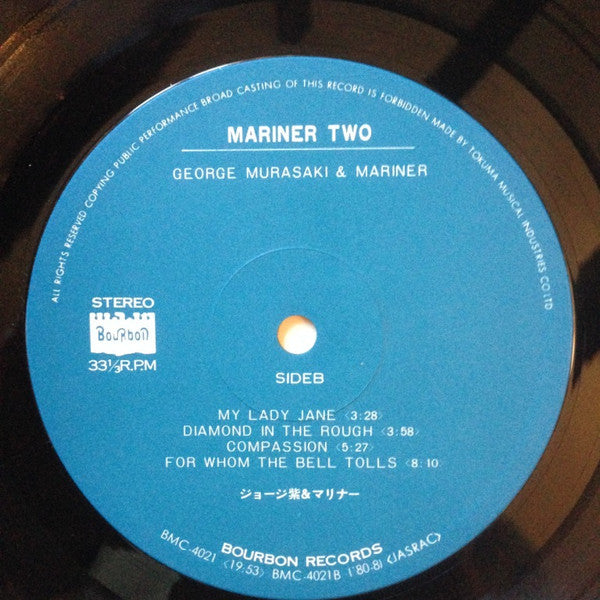 ALL RIGHTS RESERVED COPYING PUBLIC PERFORMANCE BROAD CASTING OF THIS RECORD IS FORBIDDEN MADE BY TOKUMA MUSICAL INDUSTRIES CO LTD
MARINER TWO
GEORGE MURASAKI & MARINER
STEREO
BouRboN
33⅓R.P.M
SIDEB
MY LADY JANE <3:28>
DIAMOND IN THE ROUGH <3:58>
COMPASSION <5:27>
FOR WHOM THE BELL TOLLS <8:10>
ジョージ紫&マリナー
BOURBON RECORDS
BMC-4021 <19:53> BMC-4021B ('80·8) (JASRAC)